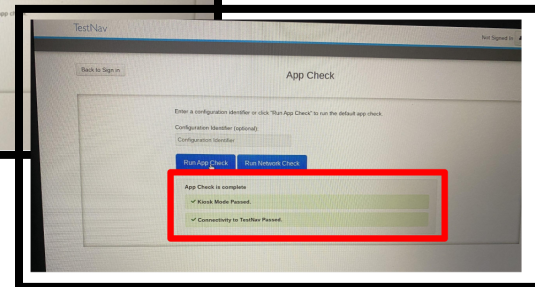 TestNav
Not Signed In
Back to Sign in
App Check
Enter a configuration identifier or click "Run App Check" to run the default app check.
Configuration Identifier (optional):
Configuration Identifier
Run App Check
Run Network Check
App Check is complete
✓ Kiosk Mode Passed.
✓ Connectivity to TestNav Passed.